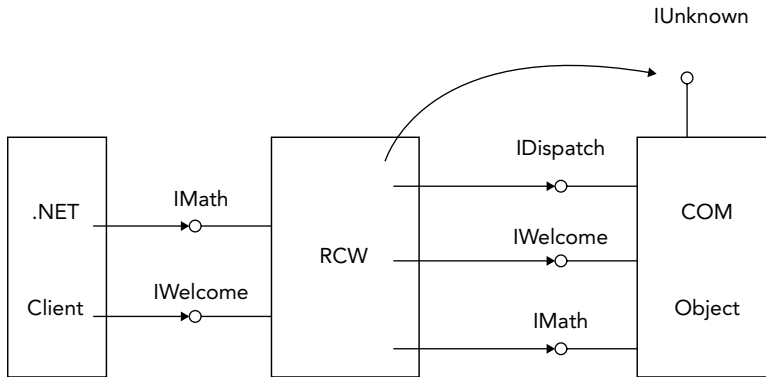 IUnknown
IDispatch
.NET
IMath
COM
IWelcome
RCW
IWelcome
Client
Object
IMath